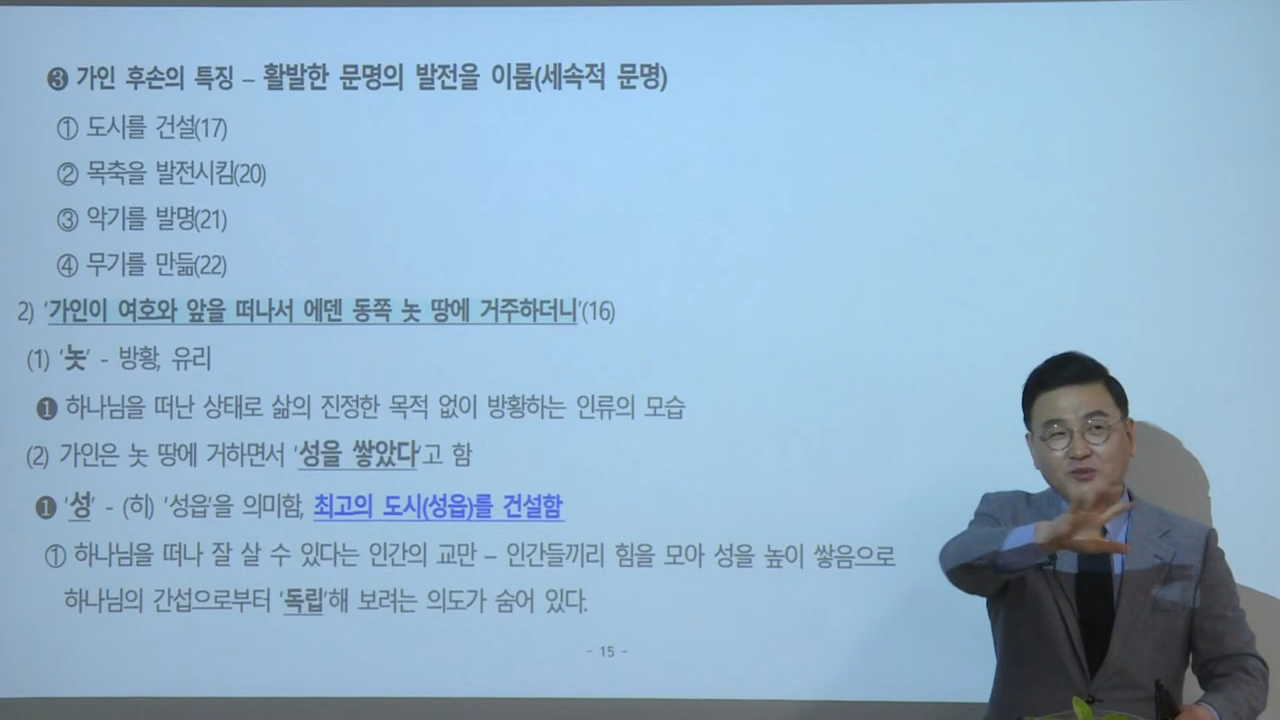 ❸ 가인 후손의 특징 – 활발한 문명의 발전을 이룸(세속적 문명)
① 도시를 건설(17)
② 목축을 발전시킴(20)
③ 악기를 발명(21)
④ 무기를 만듦(22)
2) '가인이 여호와 앞을 떠나서 에덴 동쪽 놋 땅에 거주하더니'(16)
(1) '놋' - 방황, 유리
❶ 하나님을 떠난 상태로 삶의 진정한 목적 없이 방황하는 인류의 모습
(2) 가인은 놋 땅에 거하면서 '성을 쌓았다'고 함
❶ '성' - (히) '성읍'을 의미함, 최고의 도시(성읍)를 건설함
① 하나님을 떠나 잘 살 수 있다는 인간의 교만 – 인간들끼리 힘을 모아 성을 높이 쌓음으로
하나님의 간섭으로부터 '독립'해 보려는 의도가 숨어 있다.
- 15 -